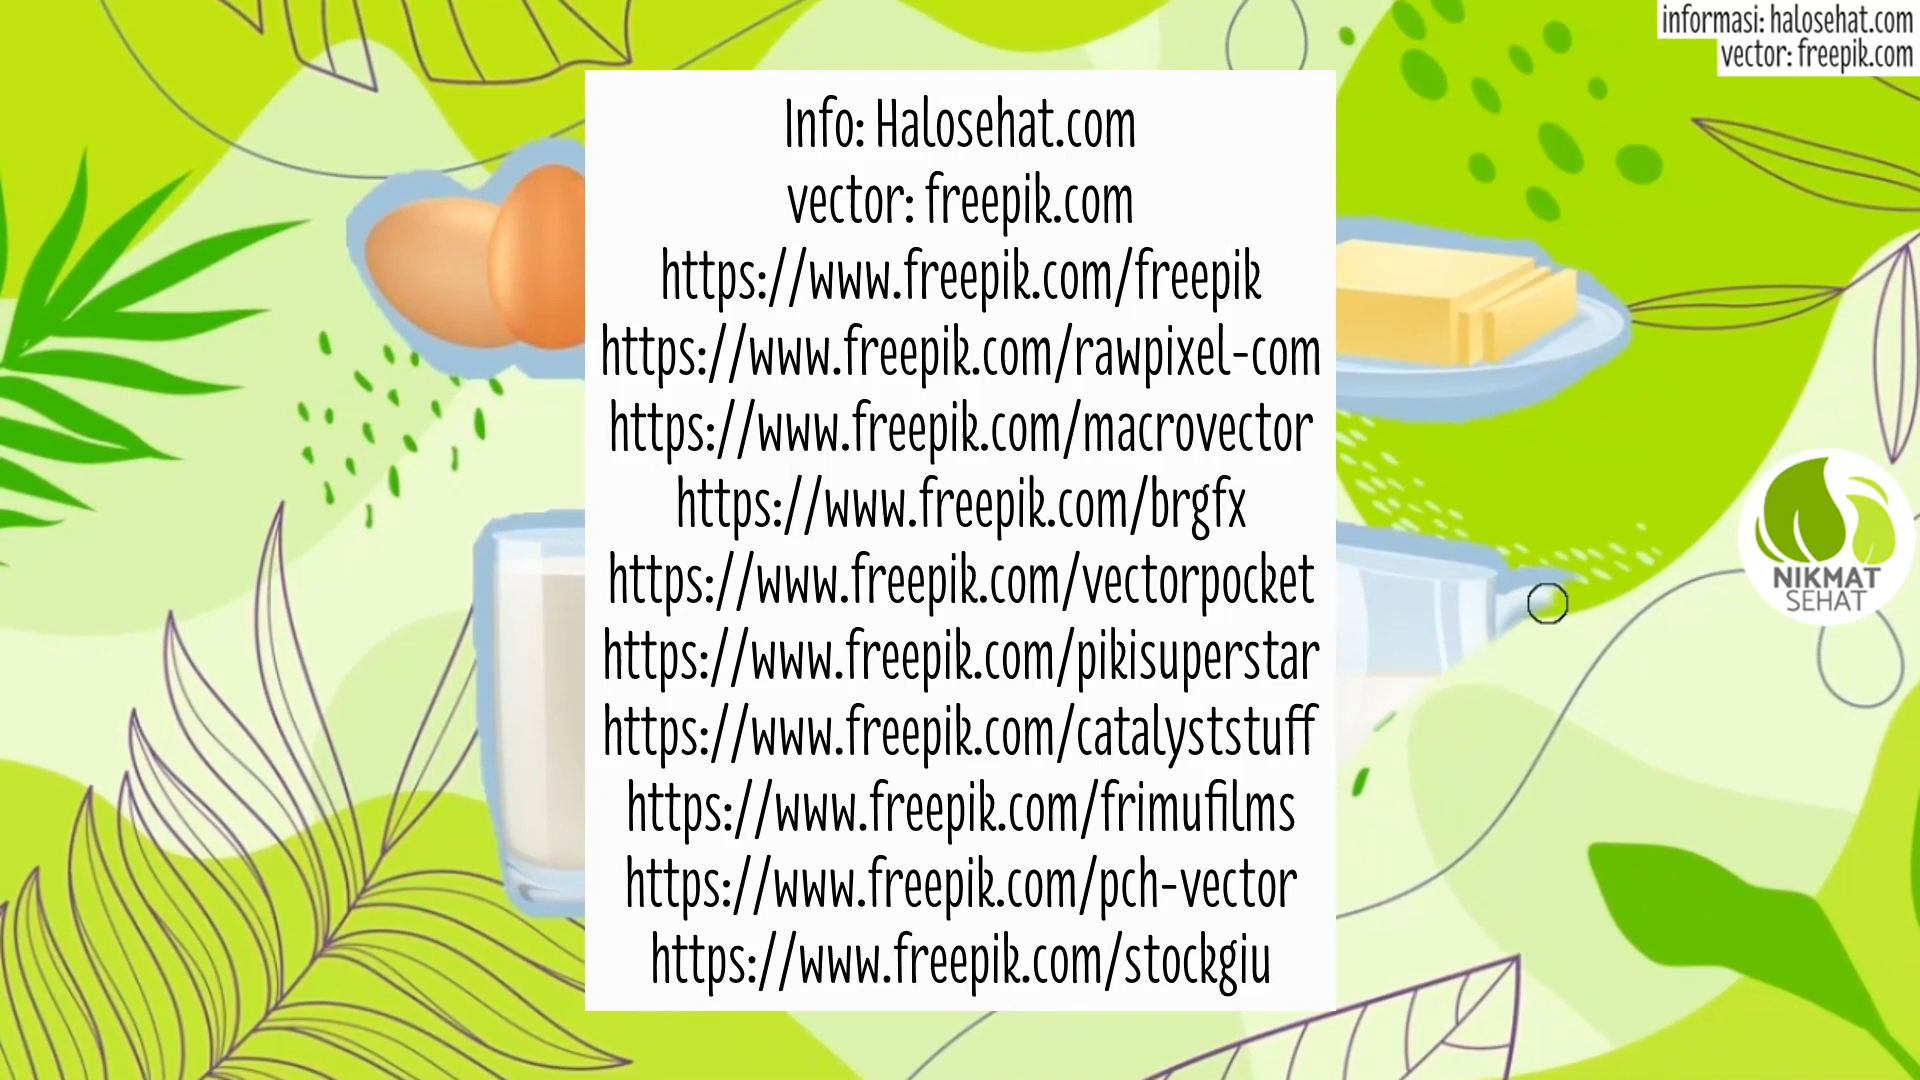 informasi: halosehat.com
vector: freepik.com
Info: Halosehat.com
vector: freepik.com
https://www.freepik.com/freepik
https://www.freepik.com/rawpixel-com
https://www.freepik.com/macrovector
https://www.freepik.com/brgfx
https://www.freepik.com/vectorpocket
https://www.freepik.com/pikisuperstar
https://www.freepik.com/catalyststuff
https://www.freepik.com/frimufilms
https://www.freepik.com/pch-vector
https://www.freepik.com/stockgiu
NIKMAT
SEHAT